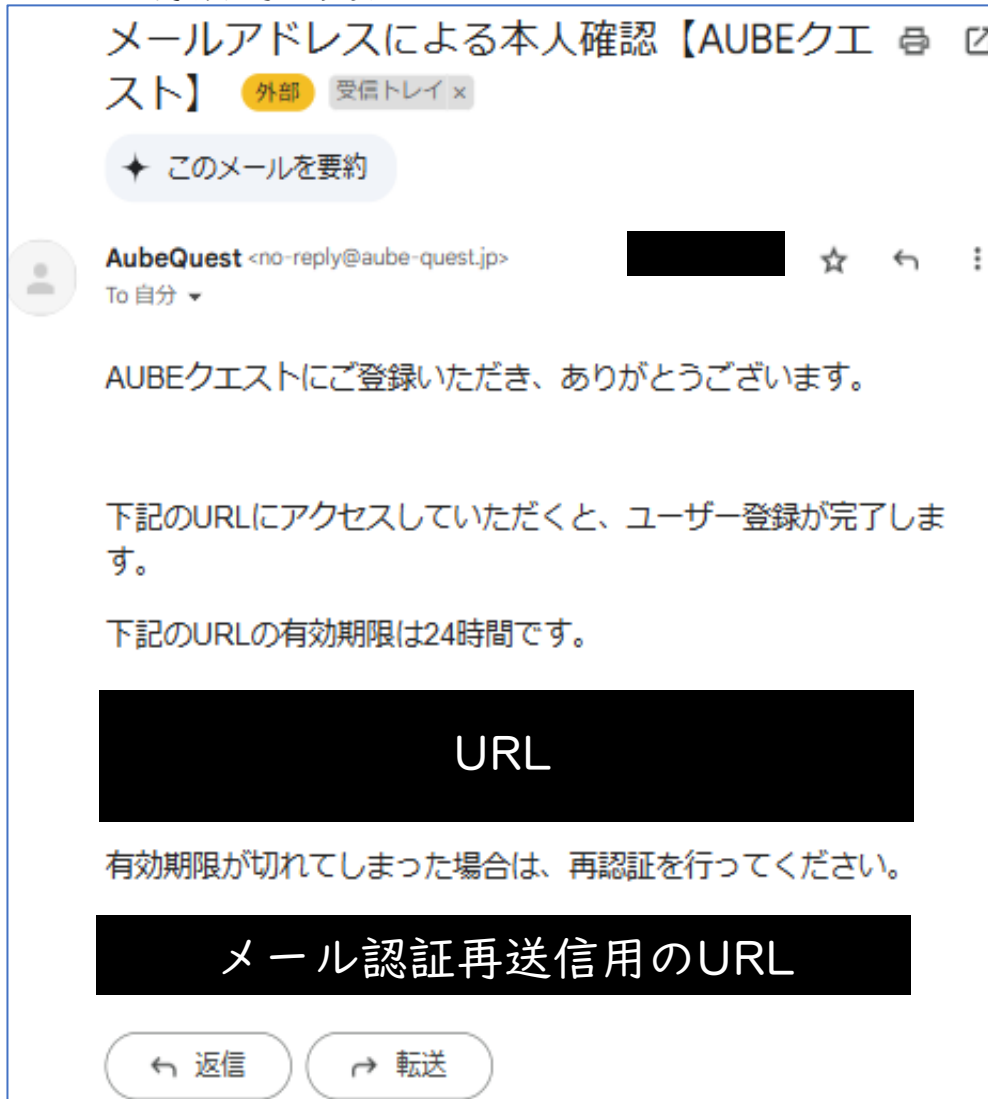 メールアドレスによる本人確認【AUBEクエ
スト】 外部 受信トレイ ×
このメールを要約
AubeQuest <no-reply@aube-quest.jp>
To 自分
AUBEクエストにご登録いただき、ありがとうございます。
下記のURLにアクセスしていただくと、ユーザー登録が完了しま
す。
下記のURLの有効期限は24時間です。
URL
有効期限が切れてしまった場合は、再認証を行ってください。
メール認証再送信用のURL
返信 転送